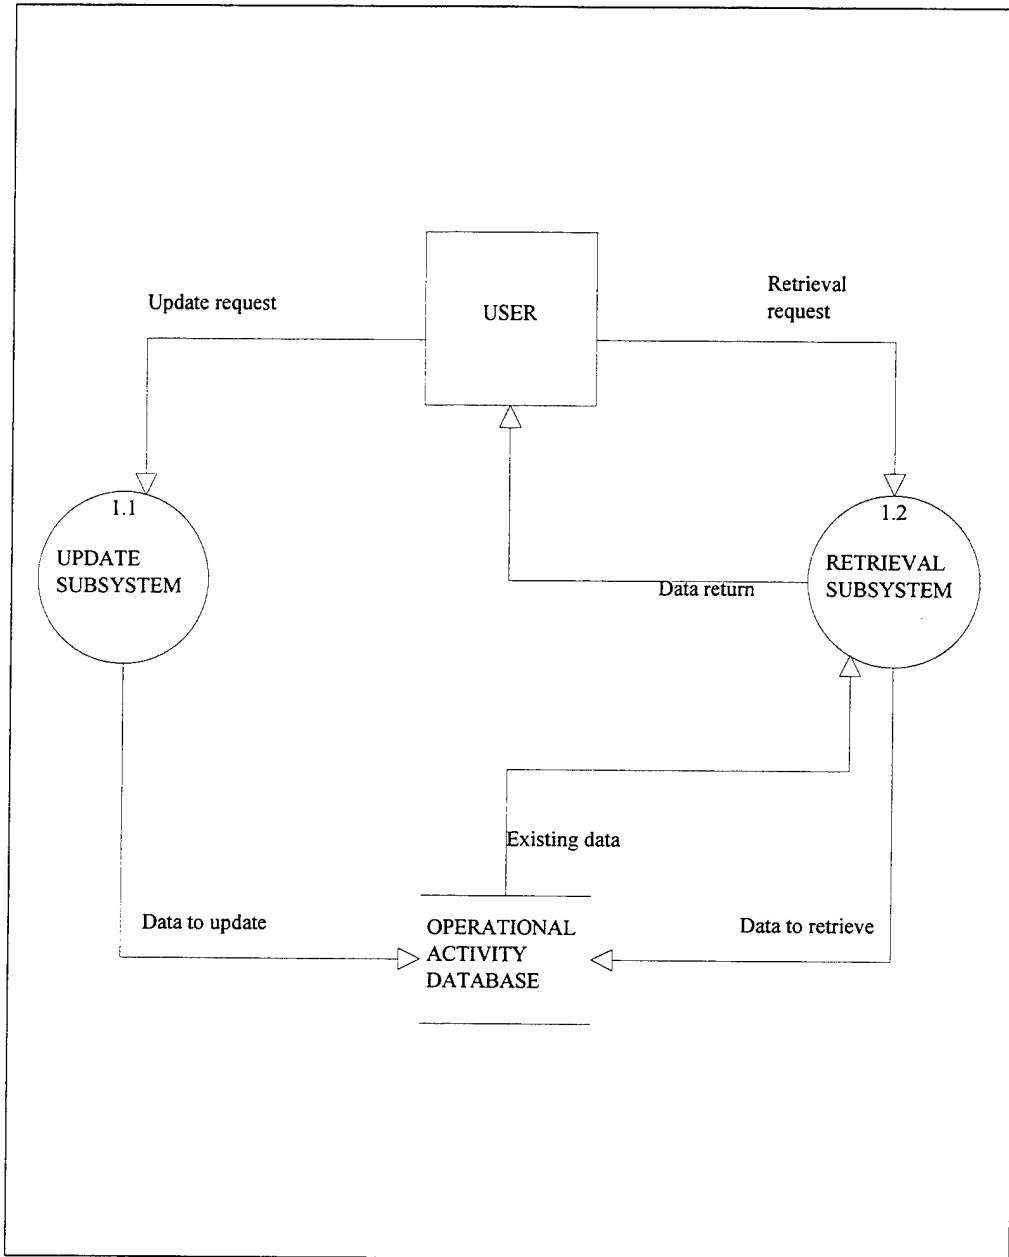 Update request
USER
Retrieval
request
1.1
UPDATE
SUBSYSTEM
1.2
RETRIEVAL
SUBSYSTEM
Data return
Existing data
Data to update
OPERATIONAL
ACTIVITY
DATABASE
Data to retrieve